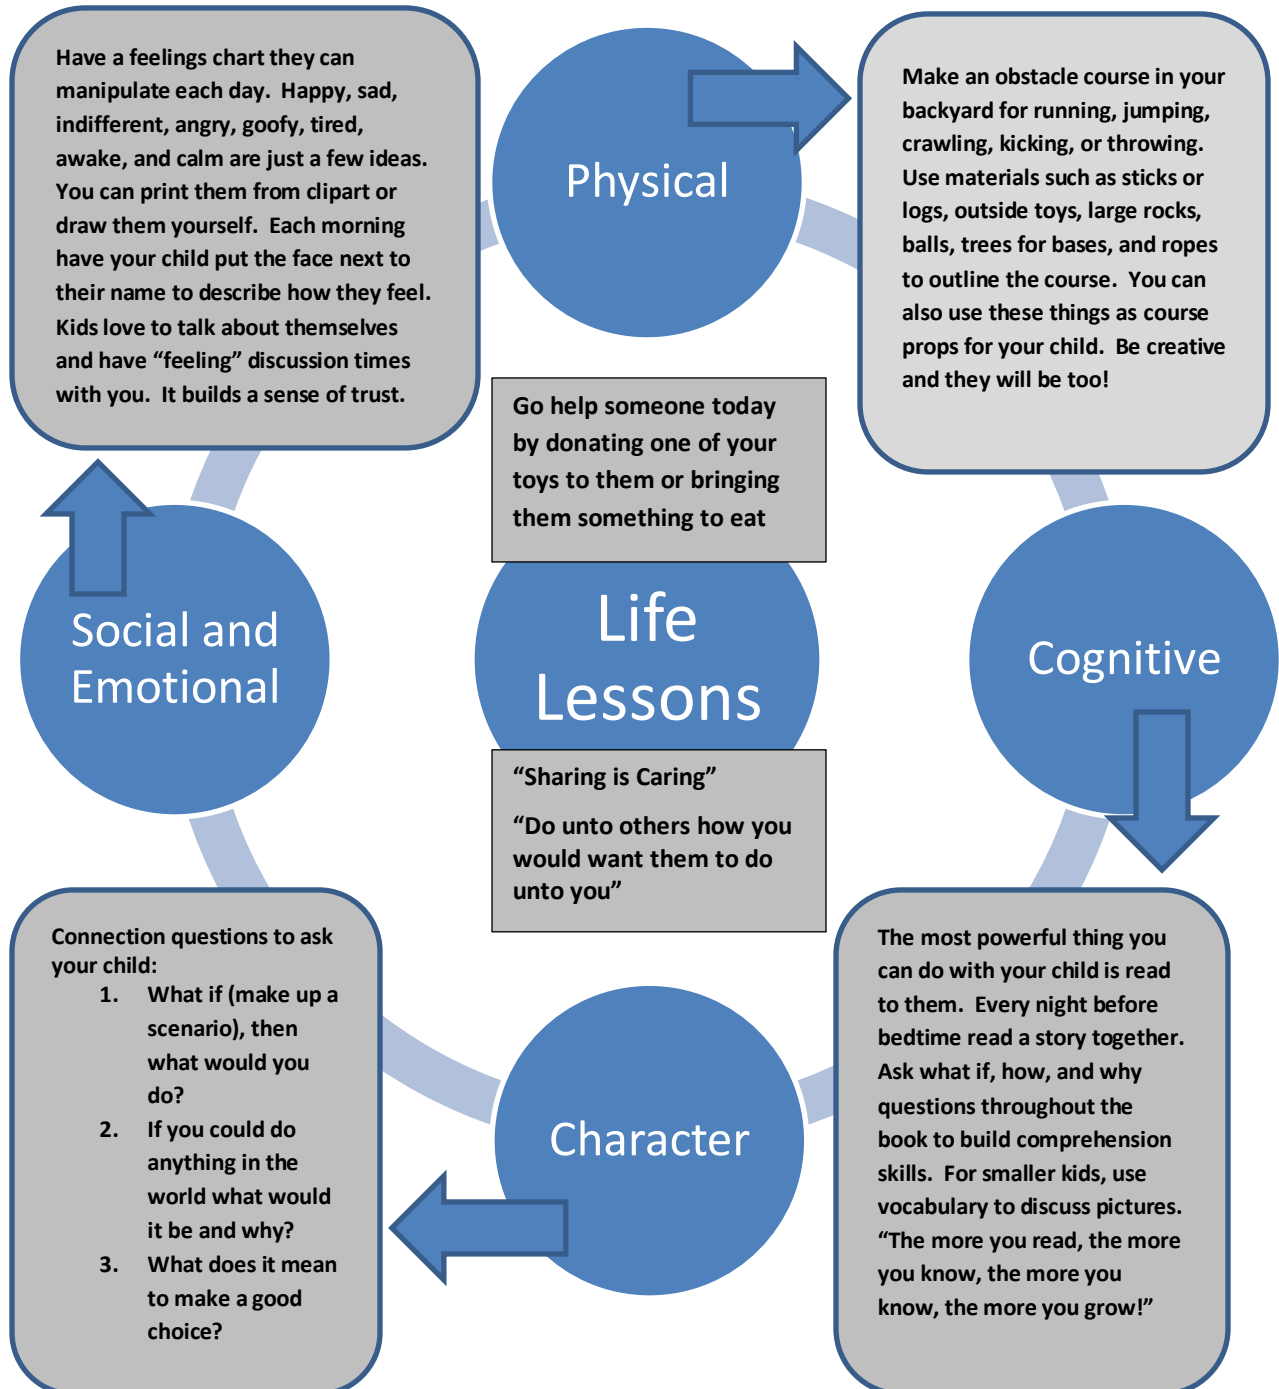 Have a feelings chart they can
manipulate each day.  Happy, sad,
indifferent, angry, goofy, tired,
awake, and calm are just a few ideas.
You can print them from clipart or
draw them yourself.  Each morning
have your child put the face next to
their name to describe how they feel.
Kids love to talk about themselves
and have “feeling” discussion times
with you.  It builds a sense of trust.
Physical
Make an obstacle course in your
backyard for running, jumping,
crawling, kicking, or throwing.
Use materials such as sticks or
logs, outside toys, large rocks,
balls, trees for bases, and ropes
to outline the course.  You can
also use these things as course
props for your child.  Be creative
and they will be too!
Go help someone today
by donating one of your
toys to them or bringing
them something to eat
Social and
Emotional
Life
Lessons
Cognitive
“Sharing is Caring”
“Do unto others how you
would want them to do
unto you”
Connection questions to ask
your child:
1. What if (make up a
scenario), then
what would you
do?
2. If you could do
anything in the
world what would
it be and why?
3. What does it mean
to make a good
choice?
Character
The most powerful thing you
can do with your child is read
to them.  Every night before
bedtime read a story together.
Ask what if, how, and why
questions throughout the
book to build comprehension
skills.  For smaller kids, use
vocabulary to discuss pictures.
“The more you read, the more
you know, the more you
know, the more you grow!”